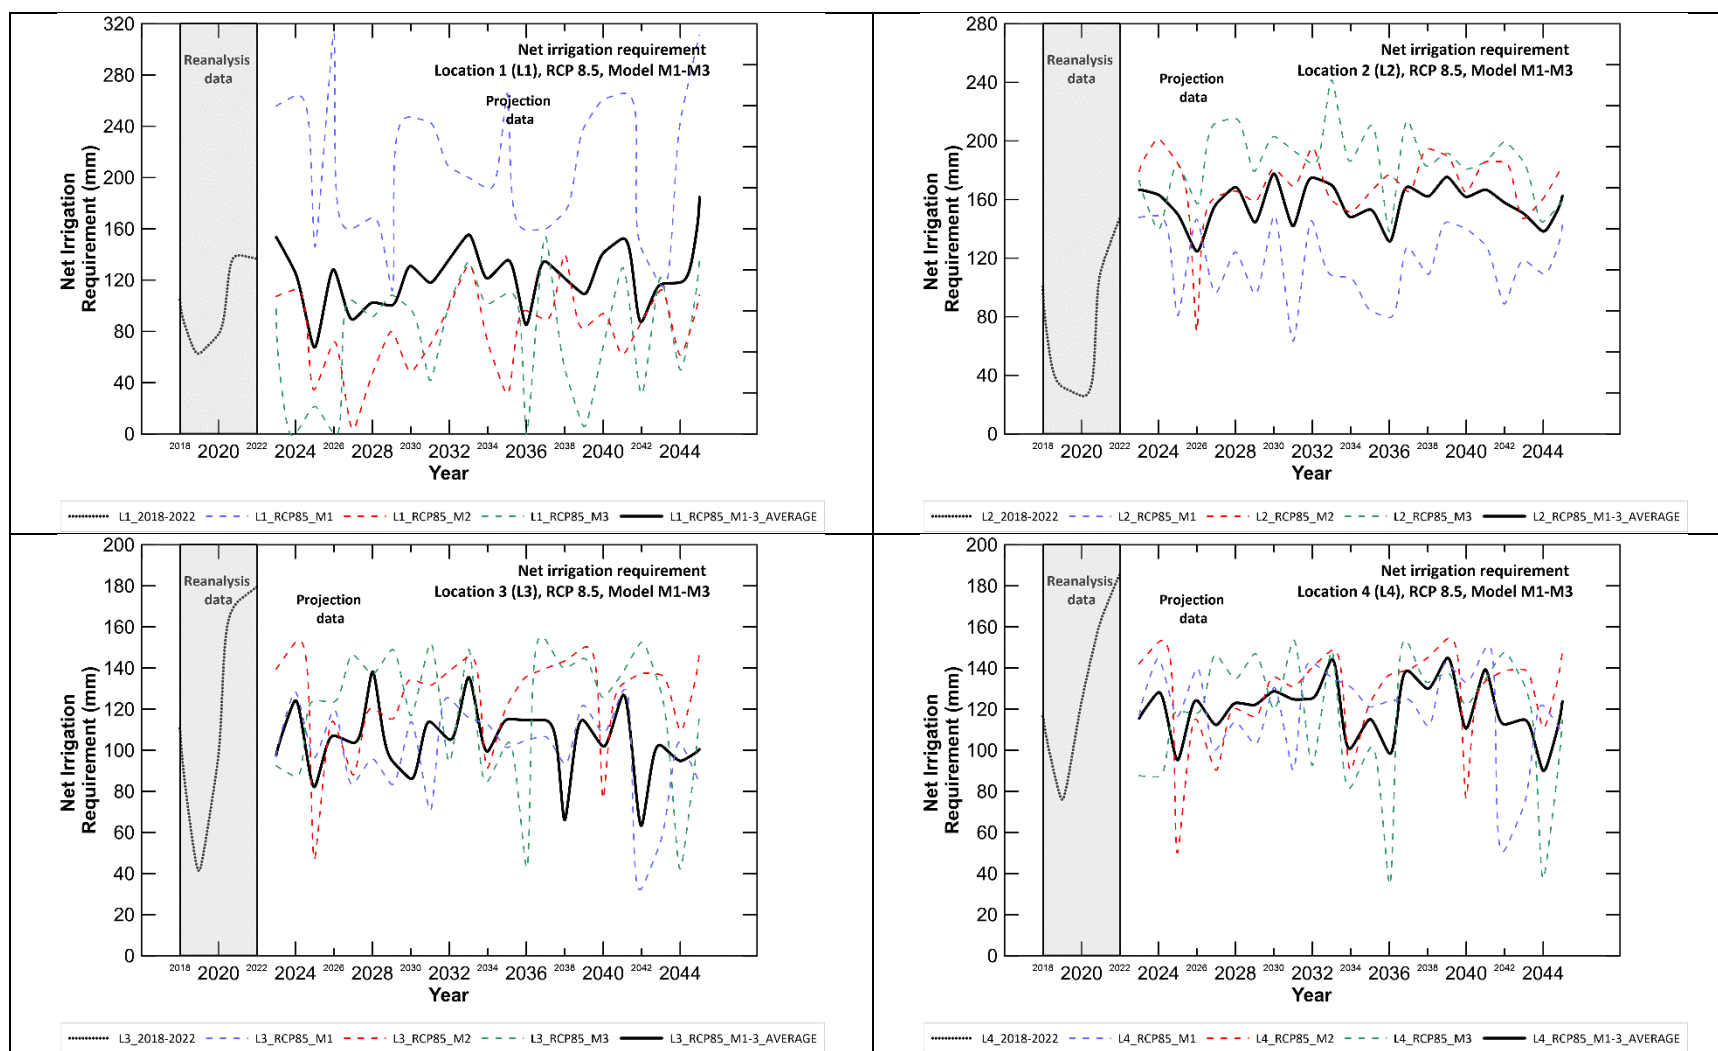 320
280
240
200
160
120
80
40
0
Net Irrigation
Requirement (mm)
Reanalysis
data
Net irrigation requirement
Location 1 (L1), RCP 8.5, Model M1-M3
Projection
data
2018 2020 2022 2024 2026 2028 2030 2032 2034 2036 2038 2040 2042 2044
Year
L1_2018-2022 L1_RCP85_M1 L1_RCP85_M2 L1_RCP85_M3 L1_RCP85_M1-3_AVERAGE
280
240
200
160
120
80
40
0
Net Irrigation
Requirement (mm)
Reanalysis
data
Net irrigation requirement
Location 2 (L2), RCP 8.5, Model M1-M3
Projection
data
2018 2020 2022 2024 2026 2028 2030 2032 2034 2036 2038 2040 2042 2044
Year
L2_2018-2022 L2_RCP85_M1 L2_RCP85_M2 L2_RCP85_M3 L2_RCP85_M1-3_AVERAGE
200
180
160
140
120
100
80
60
40
20
0
Net Irrigation
Requirement (mm)
Reanalysis
data
Net irrigation requirement
Location 3 (L3), RCP 8.5, Model M1-M3
Projection
data
2018 2020 2022 2024 2026 2028 2030 2032 2034 2036 2038 2040 2042 2044
Year
L3_2018-2022 L3_RCP85_M1 L3_RCP85_M2 L3_RCP85_M3 L3_RCP85_M1-3_AVERAGE
200
180
160
140
120
100
80
60
40
20
0
Net Irrigation
Requirement (mm)
Reanalysis
data
Net irrigation requirement
Location 4 (L4), RCP 8.5, Model M1-M3
Projection
data
2018 2020 2022 2024 2026 2028 2030 2032 2034 2036 2038 2040 2042 2044
Year
L4_2018-2022 L4_RCP85_M1 L4_RCP85_M2 L4_RCP85_M3 L4_RCP85_M1-3_AVERAGE